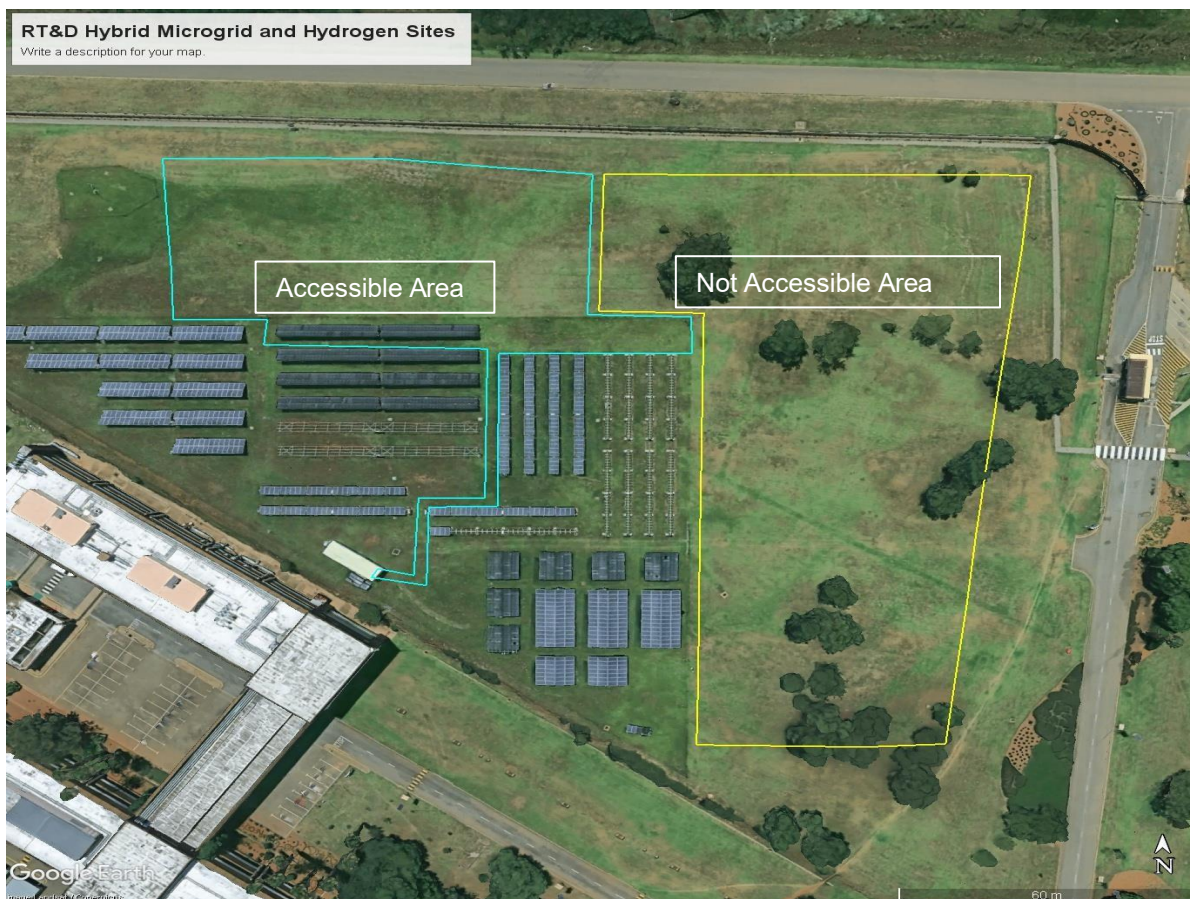 RT&D Hybrid Microgrid and Hydrogen Sites
Write a description for your map.
Accessible Area
Not Accessible Area
STOP
Google Earth
60 m
N